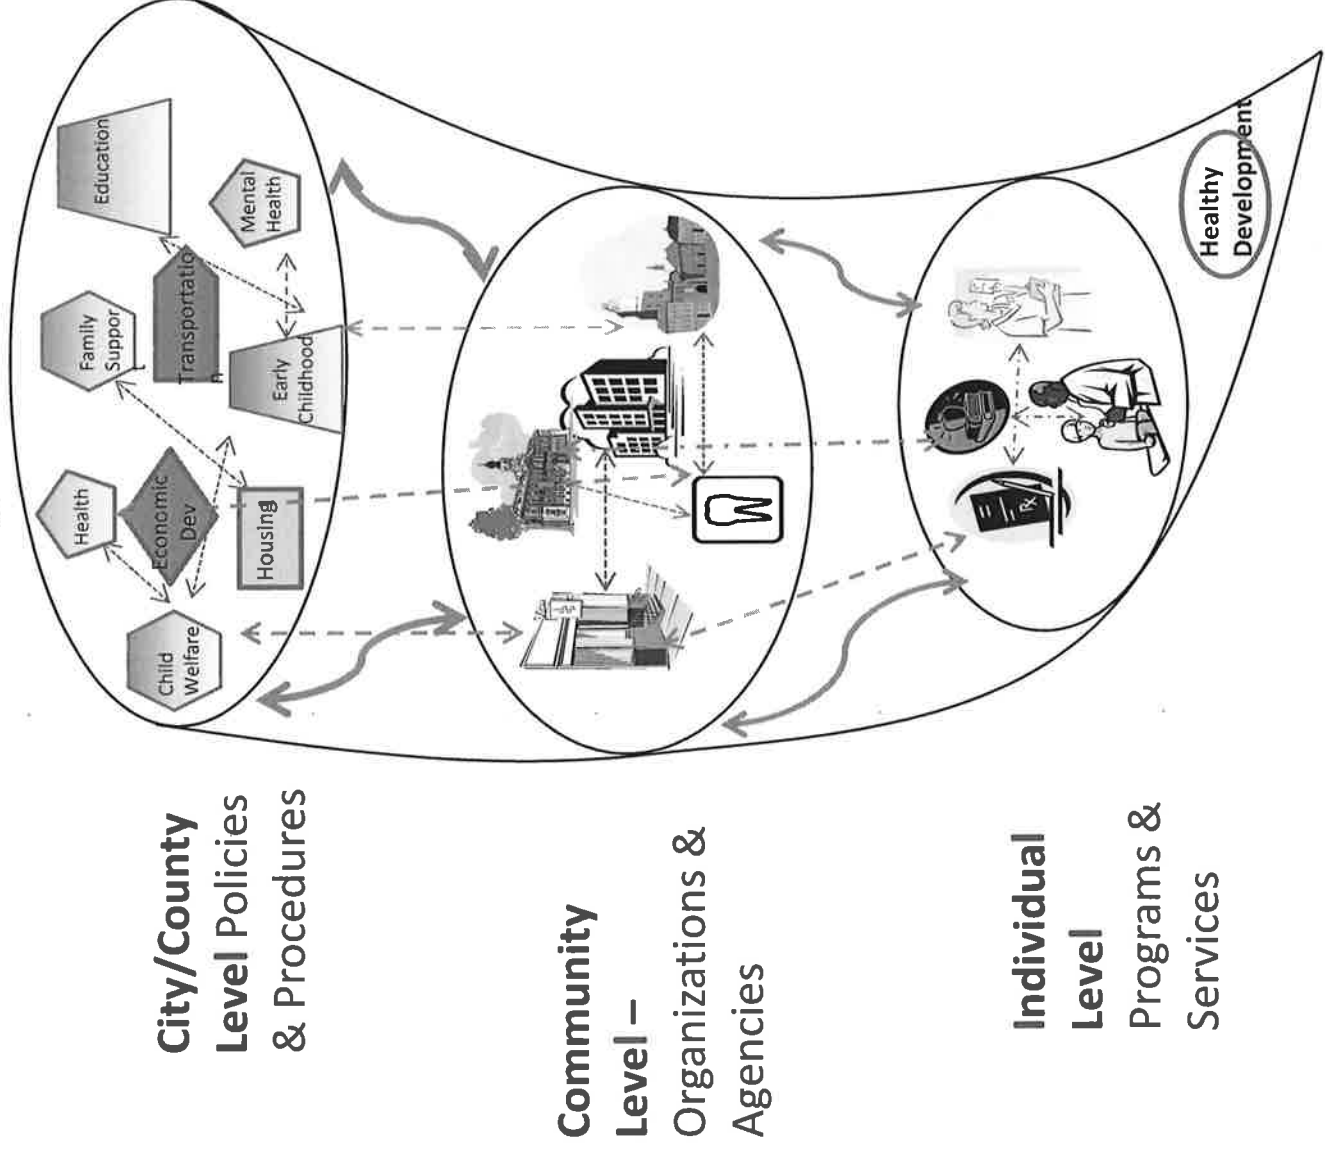 City/County
Level Policies
& Procedures
Community
Level –
Organizations &
Agencies
Individual
Level
Programs &
Services
Child
Welfare
Health
Economic
Dev
Housing
Family
Suppor
t
Transportatio
n
Early
Childhood
Education
Mental
Health
Rx
Healthy
Development